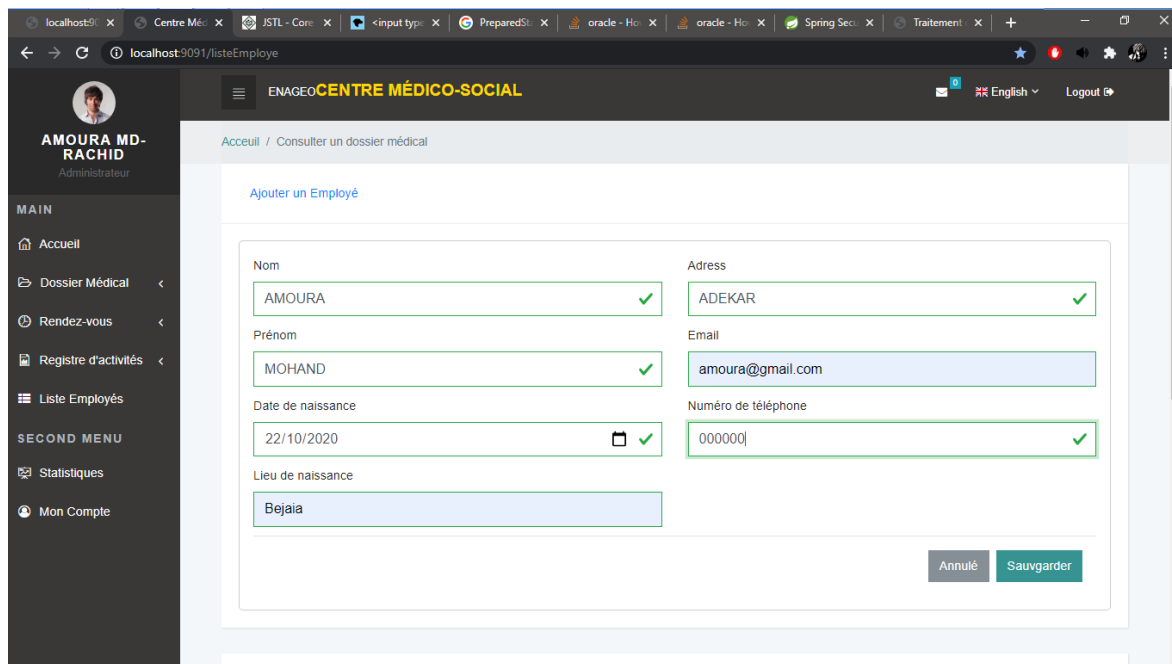 localhost:90
Centre Méd
JSTL - Core
<input type
PreparedSt
oracle - Ho
oracle - Ho
Spring Secu
Traitement
localhost:9091/listeEmploye
AMOURA MD-
RACHID
Administrateur
MAIN
Accueil
Dossier Médical
Rendez-vous
Registre d'activités
Liste Employés
SECOND MENU
Statistiques
Mon Compte
ENAGEOCENTRE MÉDICO-SOCIAL
0
English
Logout
Acceuil / Consulter un dossier médical
Ajouter un Employé
Nom
AMOURA
Prénom
MOHAND
Date de naissance
22/10/2020
Lieu de naissance
Bejaia
Adress
ADEKAR
Email
amoura@gmail.com
Numéro de téléphone
000000
Annulé
Sauvgarder